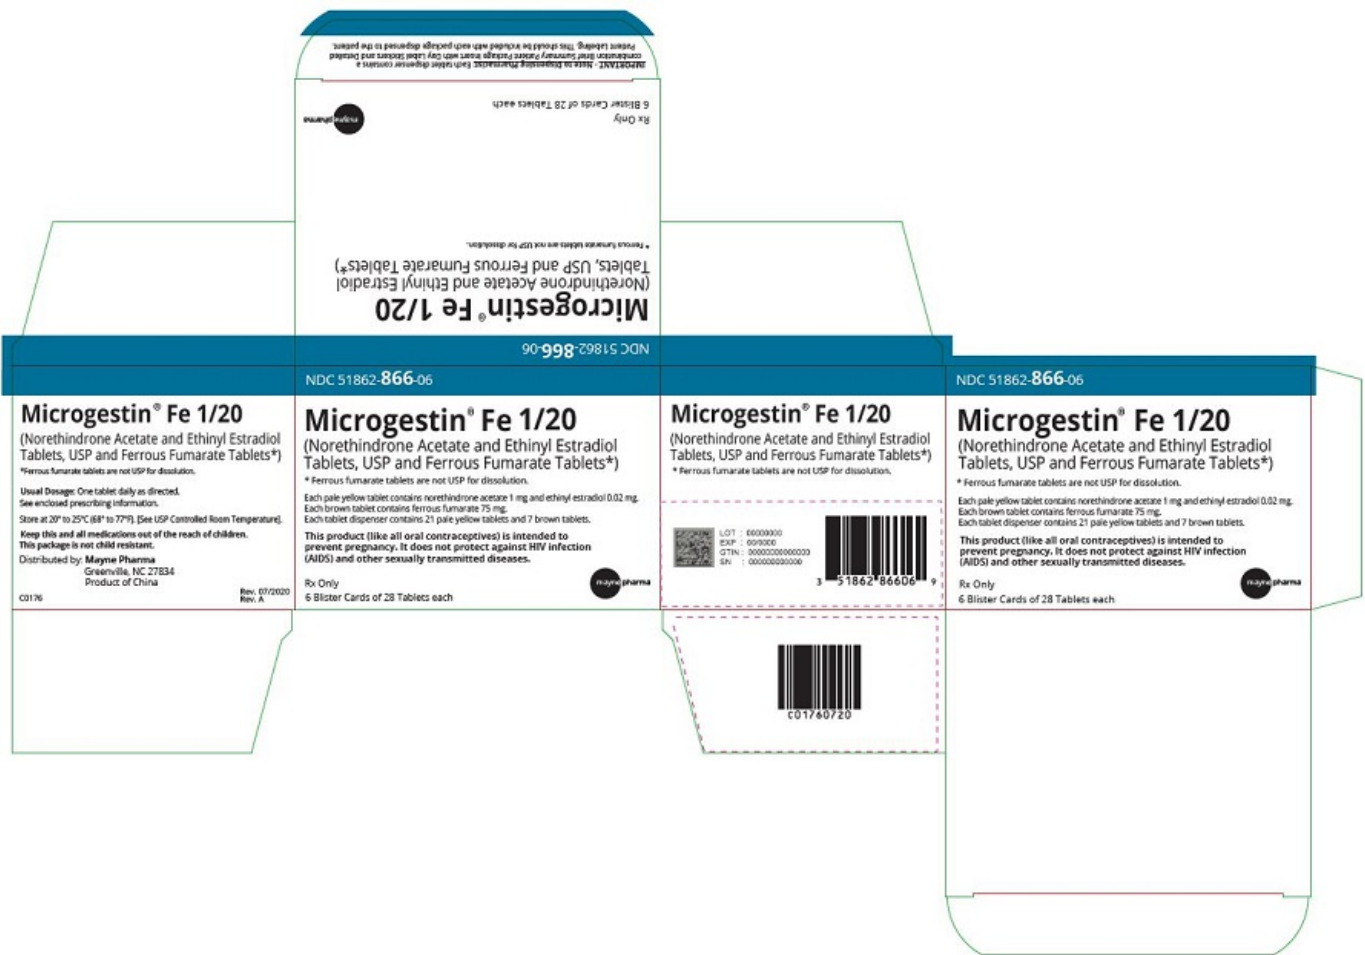 IMPORTANT - Note to Dispensing Pharmacist: Each tablet dispenser contains a
combination Brief Summary Patient Package Insert with Day Label Stickers and Detailed
Patient Labeling. This should be included with each package dispensed to the patient.
Rx Only
6 Blister Cards of 28 Tablets each
mayne pharma
NDC 51862-866-06
Microgestin® Fe 1/20
(Norethindrone Acetate and Ethinyl Estradiol
Tablets, USP and Ferrous Fumarate Tablets*)
* Ferrous fumarate tablets are not USP for dissolution.
Microgestin® Fe 1/20
(Norethindrone Acetate and Ethinyl Estradiol
Tablets, USP and Ferrous Fumarate Tablets*)
*Ferrous fumarate tablets are not USP for dissolution.
Usual Dosage: One tablet daily as directed.
See enclosed prescribing information.
Store at 20° to 25°C (68° to 77°F). [See USP Controlled Room Temperature].
Keep this and all medications out of the reach of children.
This package is not child resistant.
Distributed by: Mayne Pharma
Greenville, NC 27834
Product of China
C0176
Rev. 07/2020
Rev. A
NDC 51862-866-06
Microgestin® Fe 1/20
(Norethindrone Acetate and Ethinyl Estradiol
Tablets, USP and Ferrous Fumarate Tablets*)
* Ferrous fumarate tablets are not USP for dissolution.
Each pale yellow tablet contains norethindrone acetate 1 mg and ethinyl estradiol 0.02 mg.
Each brown tablet contains ferrous fumarate 75 mg.
Each tablet dispenser contains 21 pale yellow tablets and 7 brown tablets.
This product (like all oral contraceptives) is intended to
prevent pregnancy. It does not protect against HIV infection
(AIDS) and other sexually transmitted diseases.
Rx Only
6 Blister Cards of 28 Tablets each
mayne pharma
Microgestin® Fe 1/20
(Norethindrone Acetate and Ethinyl Estradiol
Tablets, USP and Ferrous Fumarate Tablets*)
* Ferrous fumarate tablets are not USP for dissolution.
LOT : 00000000
EXP : 00/0000
GTIN : 00000000000000
SN : 000000000000
3 51862 86606 9
C01760720
NDC 51862-866-06
Microgestin® Fe 1/20
(Norethindrone Acetate and Ethinyl Estradiol
Tablets, USP and Ferrous Fumarate Tablets*)
* Ferrous fumarate tablets are not USP for dissolution.
Each pale yellow tablet contains norethindrone acetate 1 mg and ethinyl estradiol 0.02 mg.
Each brown tablet contains ferrous fumarate 75 mg.
Each tablet dispenser contains 21 pale yellow tablets and 7 brown tablets.
This product (like all oral contraceptives) is intended to
prevent pregnancy. It does not protect against HIV infection
(AIDS) and other sexually transmitted diseases.
Rx Only
6 Blister Cards of 28 Tablets each
mayne pharma